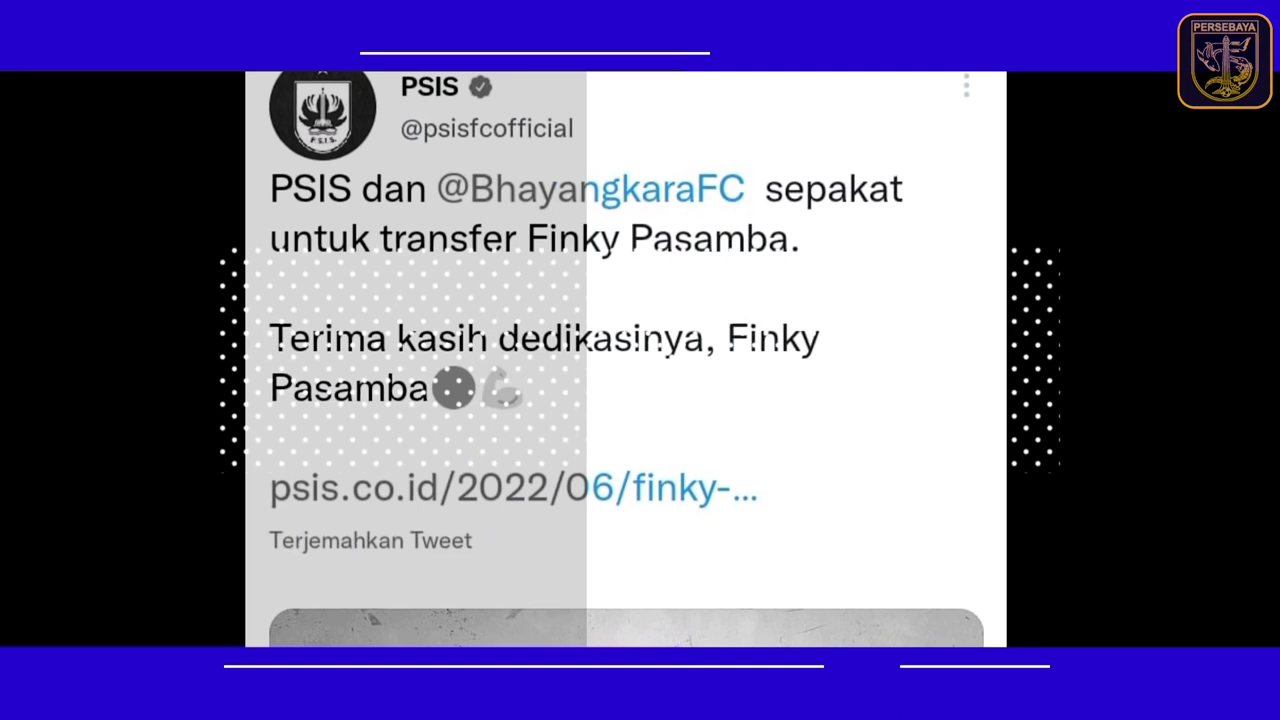 PERSEBAYA
PSIS
@psisfcofficial
P.S.I.S.
PSIS dan @BhayangkaraFC sepakat
untuk transfer Finky Pasamba.
Terima kasih dedikasinya, Finky
Pasamba
psis.co.id/2022/06/finky-...
Terjemahkan Tweet